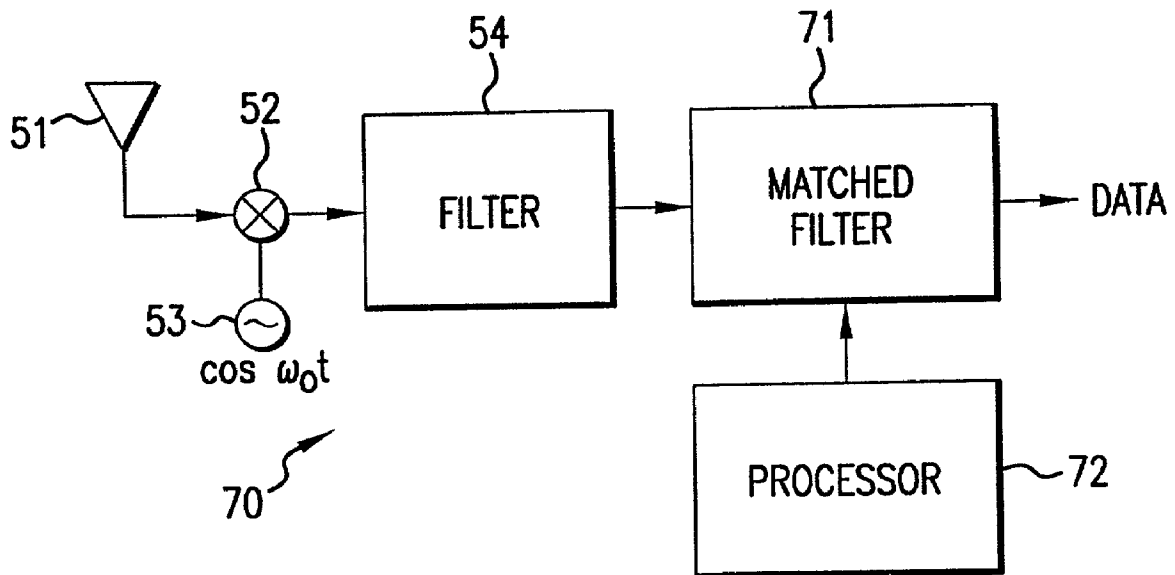 54
71
51
52
FILTER
MATCHED
FILTER
DATA
53
cos ω₀t
70
PROCESSOR
72